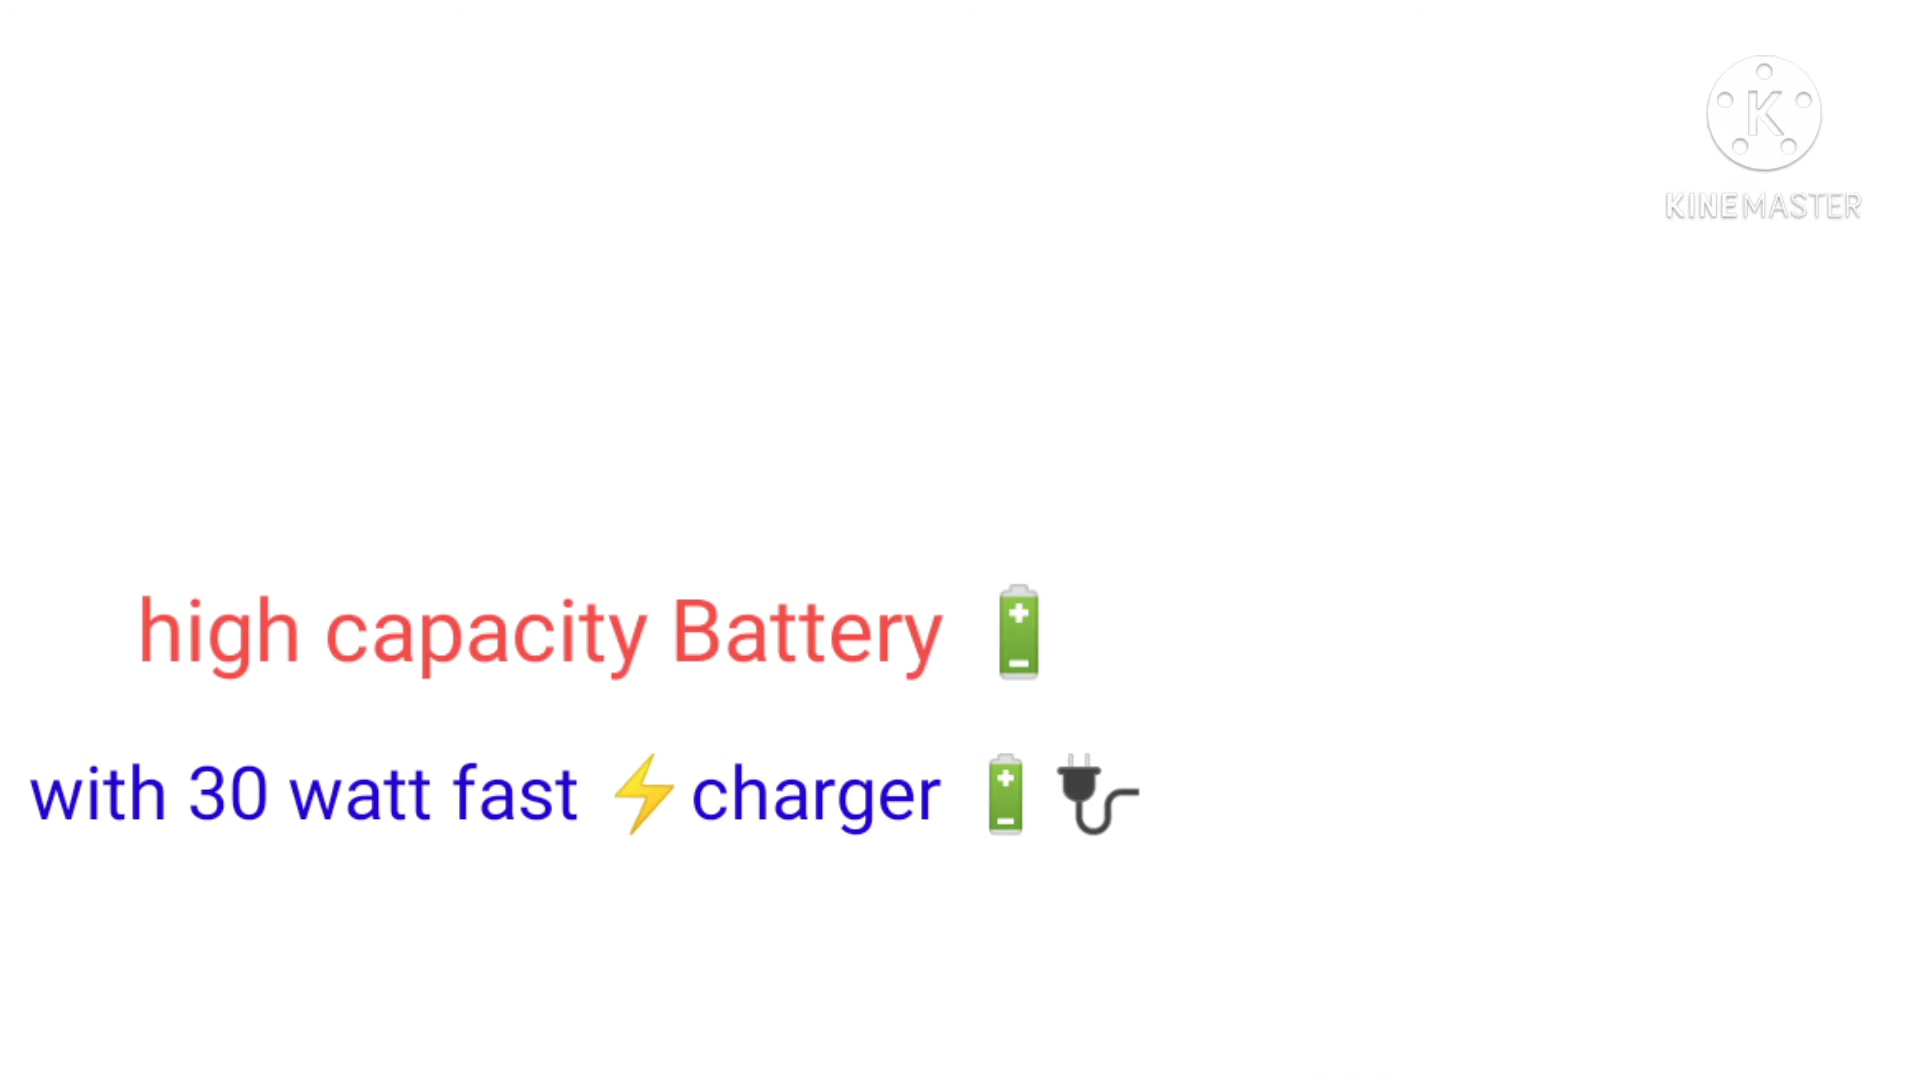 K
KINEMASTER
high capacity Battery 🔋
with 30 watt fast ⚡charger 🔋🔌